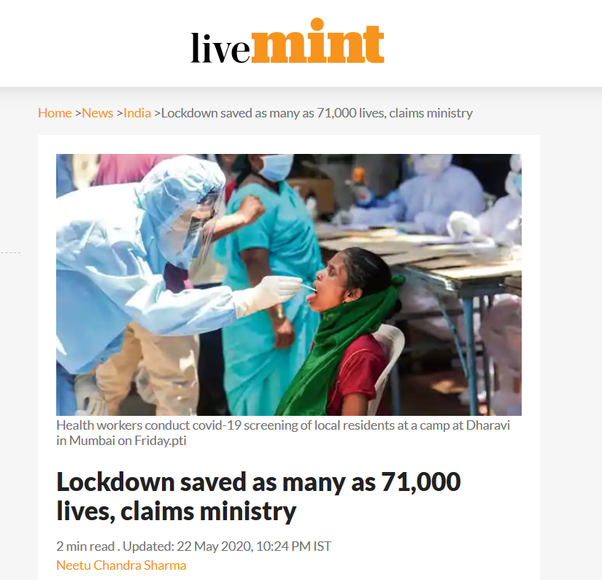 livemint
Home >News >India >Lockdown saved as many as 71,000 lives, claims ministry
Health workers conduct covid-19 screening of local residents at a camp at Dharavi
in Mumbai on Friday.pti
Lockdown saved as many as 71,000
lives, claims ministry
2 min read . Updated: 22 May 2020, 10:24 PM IST
Neetu Chandra Sharma